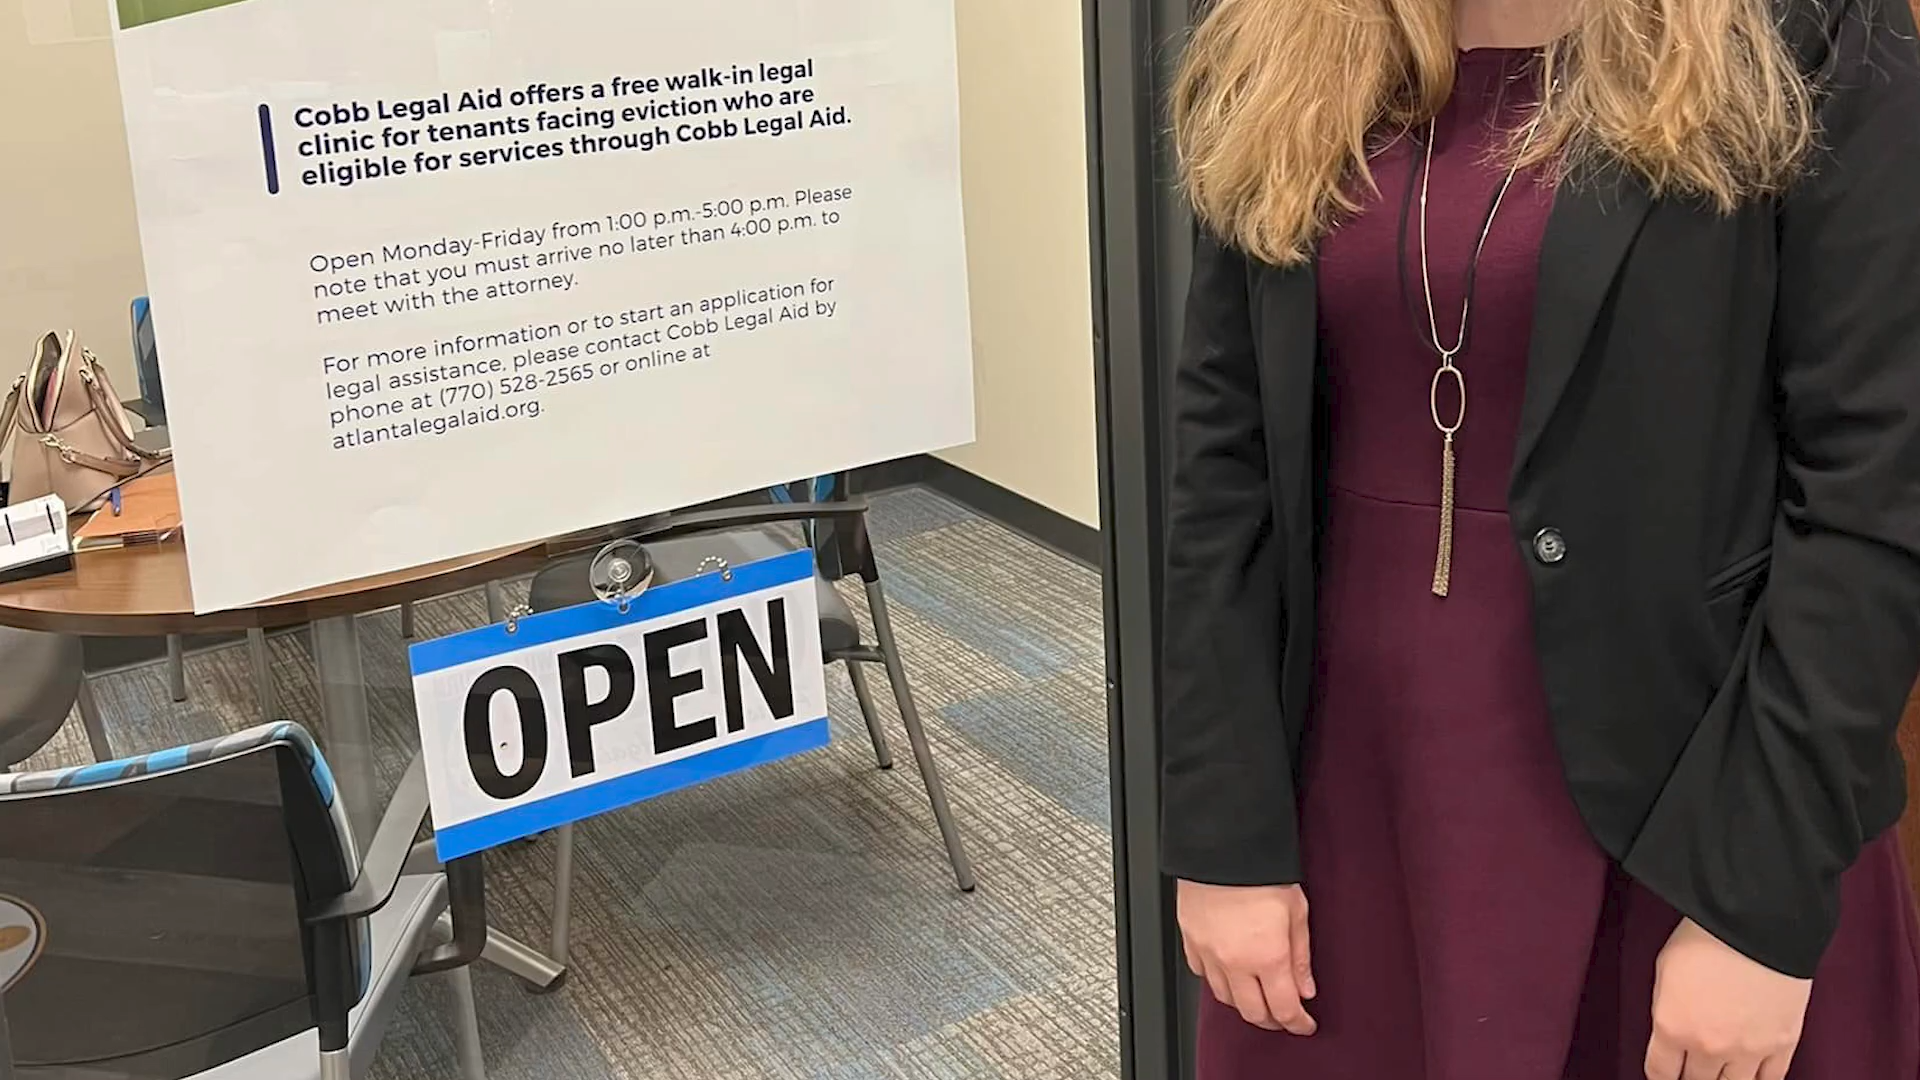 Cobb Legal Aid offers a free walk-in legal
clinic for tenants facing eviction who are
eligible for services through Cobb Legal Aid.
Open Monday-Friday from 1:00 p.m.-5:00 p.m. Please
note that you must arrive no later than 4:00 p.m. to
meet with the attorney.
For more information or to start an application for
legal assistance, please contact Cobb Legal Aid by
phone at (770) 528-2565 or online at
atlantalegalaid.org.
OPEN